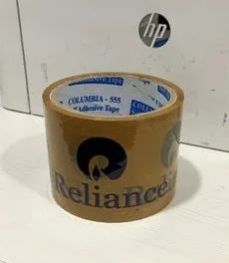 hp
COLUMBIA - 555
Adhesive Tape
Reliance